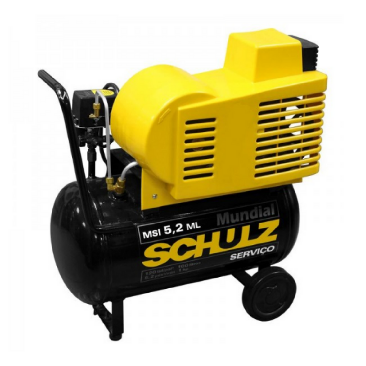 Mundial
MSI 5,2 ML
SCHULZ
SERVIÇO